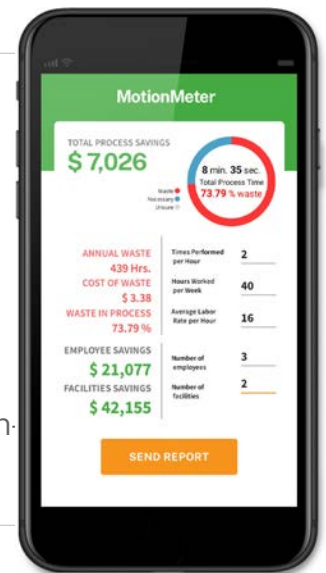 MotionMeter
TOTAL PROCESS SAVINGS
$ 7,026
8 min. 35 sec.
Total Process Time
73.79 % waste
Waste
Necessary
Unsure
ANNUAL WASTE
439 Hrs.
COST OF WASTE
$ 3.38
WASTE IN PROCESS
73.79 %
Times Performed
per Hour
2
Hours Worked
per Week
40
Average Labor
Rate per Hour
16
EMPLOYEE SAVINGS
$ 21,077
FACILITIES SAVINGS
$ 42,155
Number of
employees
3
Number of
facilities
2
SEND REPORT